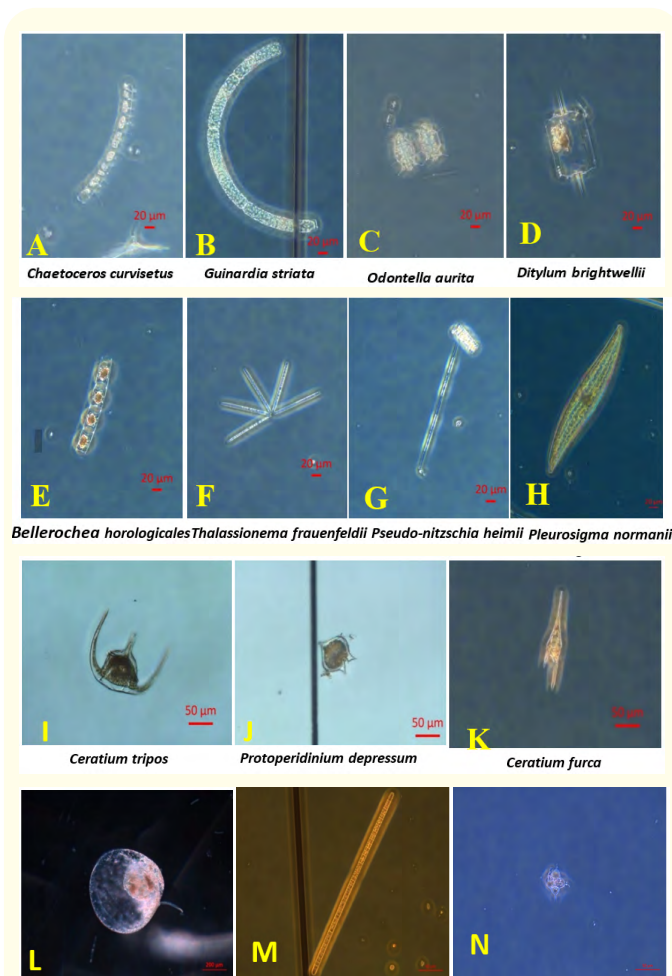 A
20 µm
B
20 µm
C
20 µm
D
Chaetoceros curvisetus
Guinardia striata
Odontella aurita
Ditylum brightwellii
E
20 µm
F
20 µm
G
20 µm
H
Bellerochea horologicales Thalassionema frauenfeldii Pseudo-nitzschia heimii Pleurosigma normanii
I
50 µm
J
50 µm
K
50 µm
Ceratium tripos
Protoperidinium depressum
Ceratium furca
L
200 µm
M
N